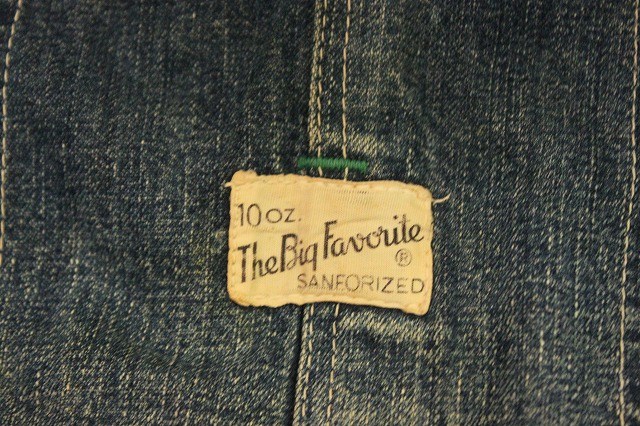 10 oz.
The Big Favorite
®
SANFORIZED